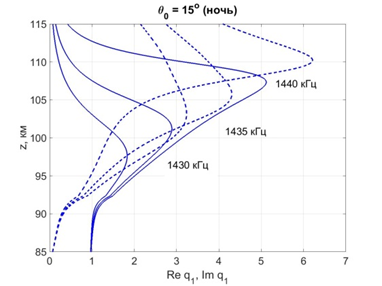 θ₀ = 15° (ночь)
115
110
105
100
95
90
85
z, км
1440 кГц
1435 кГц
1430 кГц
0 1 2 3 4 5 6 7
Re q₁, Im q₁